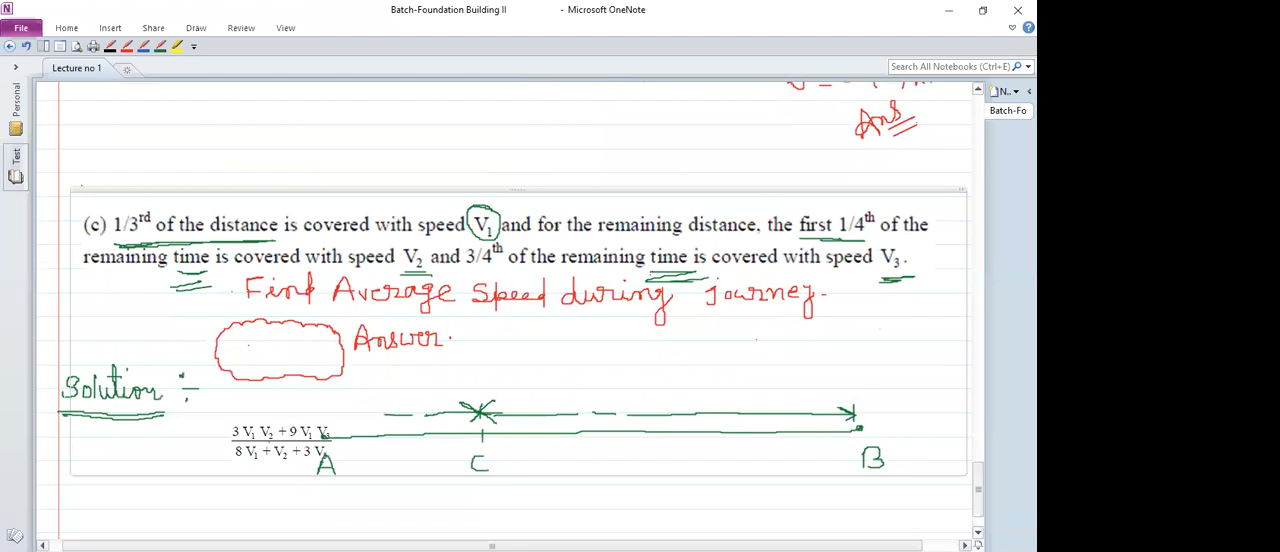 Batch-Foundation Building II - Microsoft OneNote
File Home Insert Share Draw Review View
Lecture no 1
Search All Notebooks (Ctrl+E)
N..
Personal
Batch-Fo
Test
Ans
(c) 1/3rd of the distance is covered with speed V1 and for the remaining distance, the first 1/4th of the
remaining time is covered with speed V2 and 3/4th of the remaining time is covered with speed V3.
Find Average Speed during Journey.
Answer.
Solution :-
3 V1 V2 + 9 V1 V3
8 V1 + V2 + 3 V3
A C B